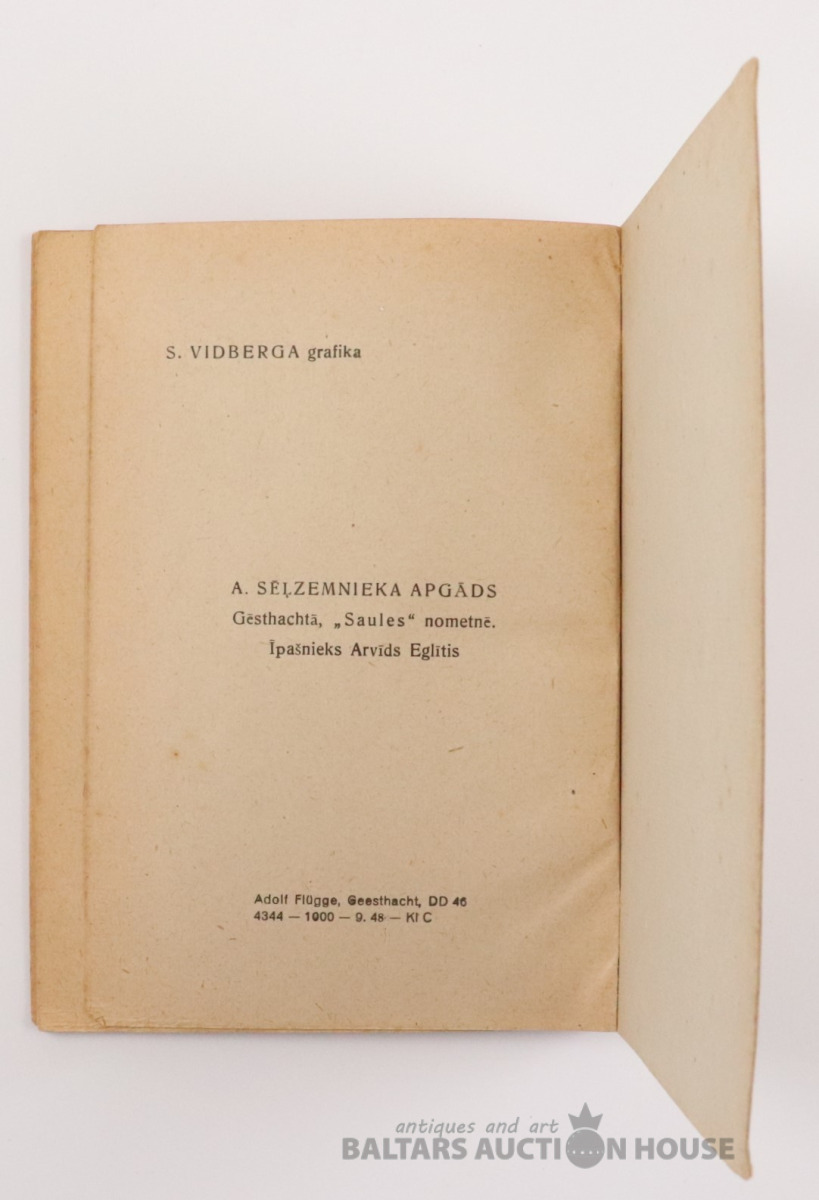 S. VIDBERGA grafika
A. SĒĻZEMNIEKA APGĀDS
Gēsthachtā, „Saules“ nometnē.
Īpašnieks Arvīds Eglītis
Adolf Flügge, Geesthacht, DD 46
4344 — 1000 — 9. 48 — Kl C
antiques and art
BALTARS AUCTION HOUSE